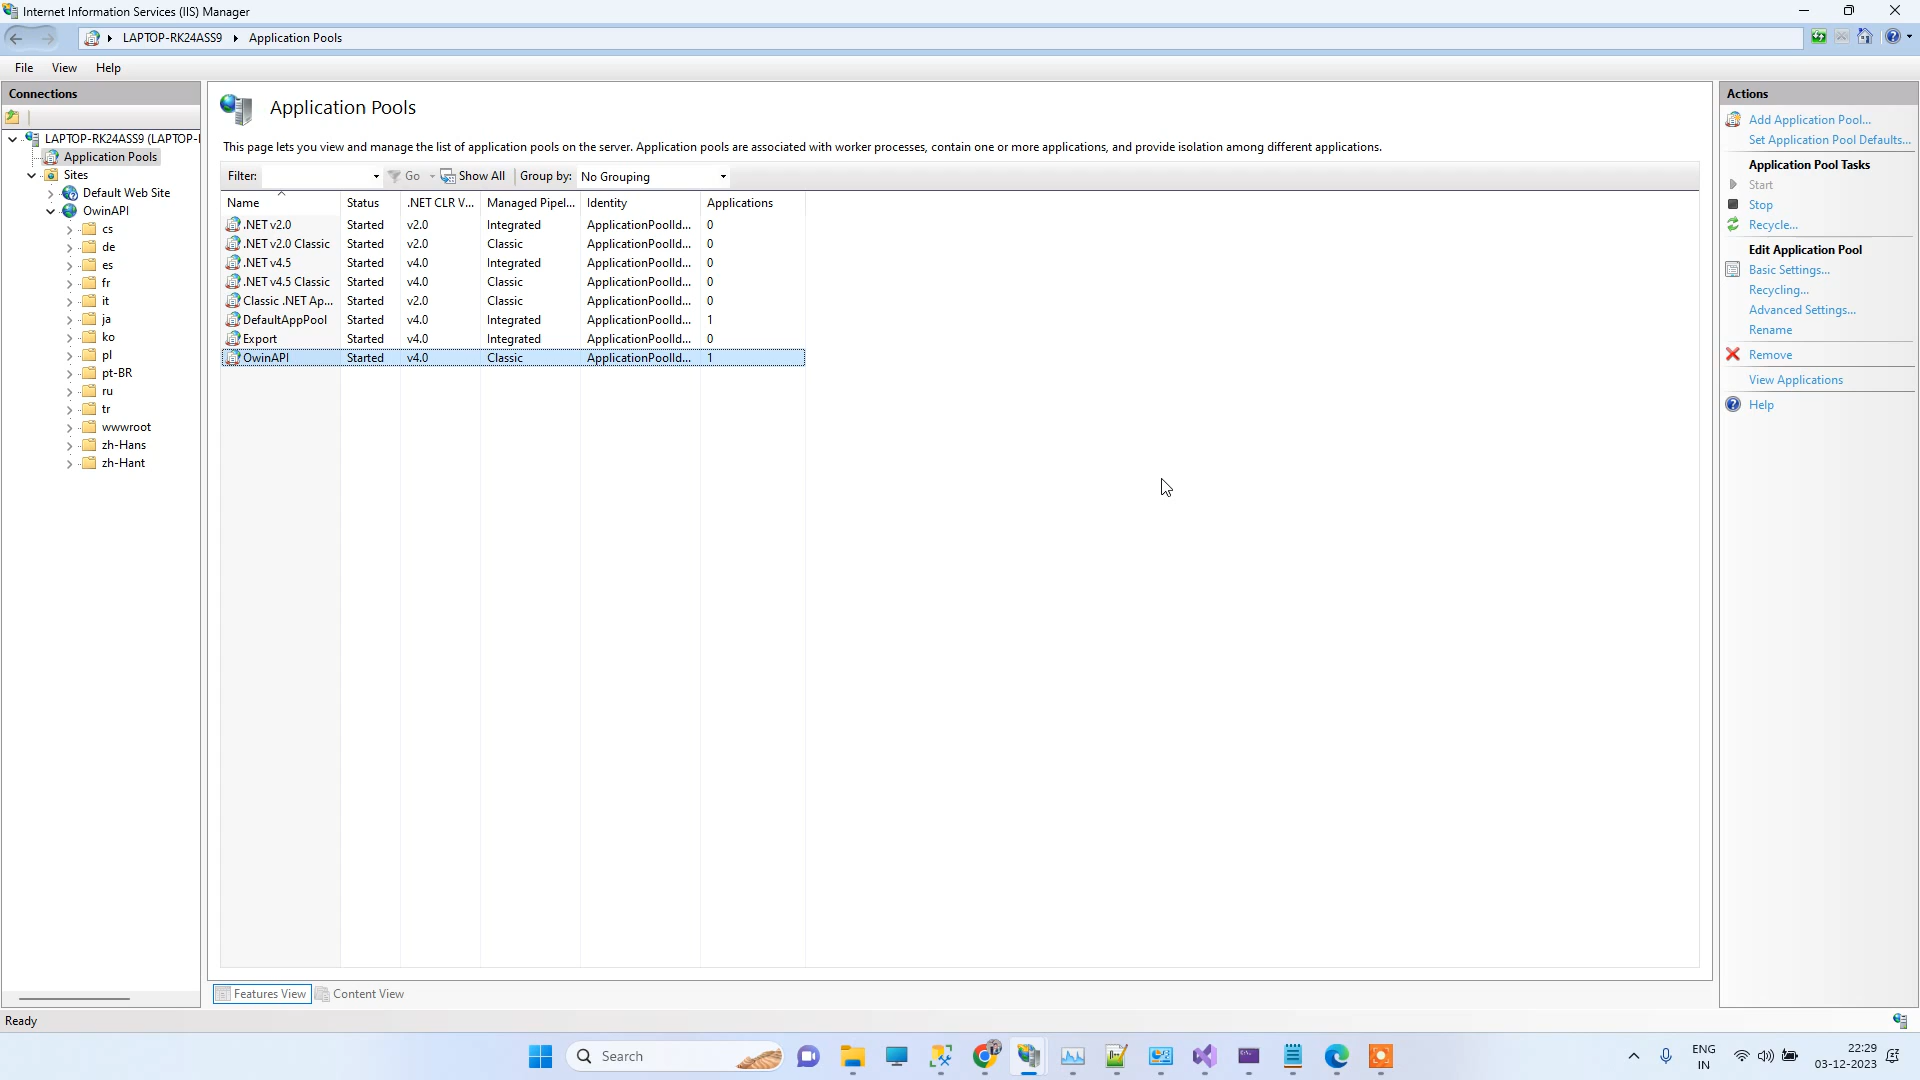 Internet Information Services (IIS) Manager
LAPTOP-RK24ASS9 Application Pools
File View Help
Connections
LAPTOP-RK24ASS9 (LAPTOP-
Application Pools
Sites
Default Web Site
OwinAPI
cs
de
es
fr
it
ja
ko
pl
pt-BR
ru
tr
wwwroot
zh-Hans
zh-Hant
Application Pools
This page lets you view and manage the list of application pools on the server. Application pools are associated with worker processes, contain one or more applications, and provide isolation among different applications.
Filter: Go Show All Group by: No Grouping
Name Status .NET CLR V... Managed Pipel... Identity Applications
.NET v2.0 Started v2.0 Integrated ApplicationPoolId... 0
.NET v2.0 Classic Started v2.0 Classic ApplicationPoolId... 0
.NET v4.5 Started v4.0 Integrated ApplicationPoolId... 0
.NET v4.5 Classic Started v4.0 Classic ApplicationPoolId... 0
Classic .NET Ap... Started v2.0 Classic ApplicationPoolId... 0
DefaultAppPool Started v4.0 Integrated ApplicationPoolId... 1
Export Started v4.0 Integrated ApplicationPoolId... 0
OwinAPI Started v4.0 Classic ApplicationPoolId... 1
Features View Content View
Actions
Add Application Pool...
Set Application Pool Defaults...
Application Pool Tasks
Start
Stop
Recycle...
Edit Application Pool
Basic Settings...
Recycling...
Advanced Settings...
Rename
Remove
View Applications
Help
Ready
Search
ENG
IN
22:29
03-12-2023